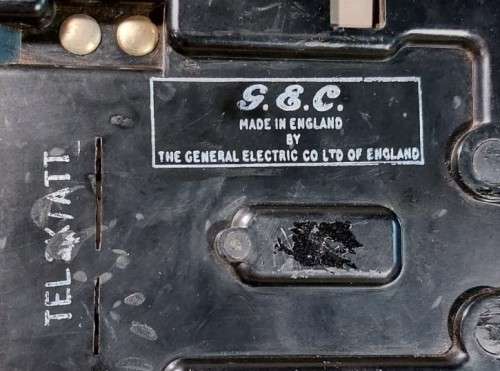 G.E.C.
MADE IN ENGLAND
BY
THE GENERAL ELECTRIC CO LTD OF ENGLAND